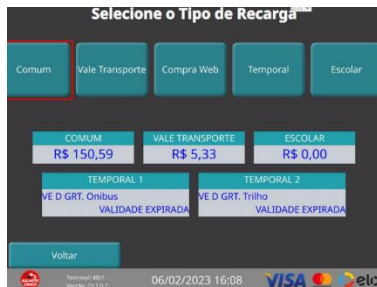 Selecione o Tipo de Recarga
Comum
Vale Transporte
Compra Web
Temporal
Escolar
COMUM
VALE TRANSPORTE
ESCOLAR
R$ 150,59
R$ 5,33
R$ 0,00
TEMPORAL 1
TEMPORAL 2
VE D GRT. Onibus
VALIDADE EXPIRADA
VE D GRT. Trilho
VALIDADE EXPIRADA
Voltar
Terminal: 4801
06/02/2023 16:08
VISA
elo